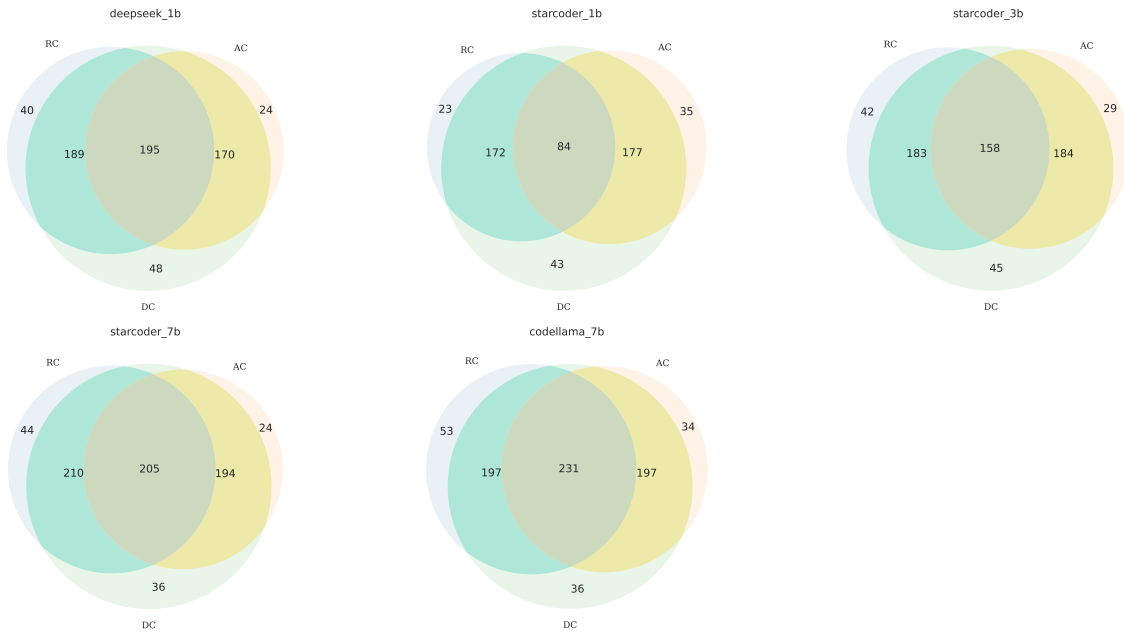 deepseek_1b
RC
AC
40
24
189
195
170
48
DC
starcoder_1b
RC
AC
23
35
172
84
177
43
DC
starcoder_3b
RC
AC
42
29
183
158
184
45
DC
starcoder_7b
RC
AC
44
24
210
205
194
36
DC
codellama_7b
RC
AC
53
34
197
231
197
36
DC